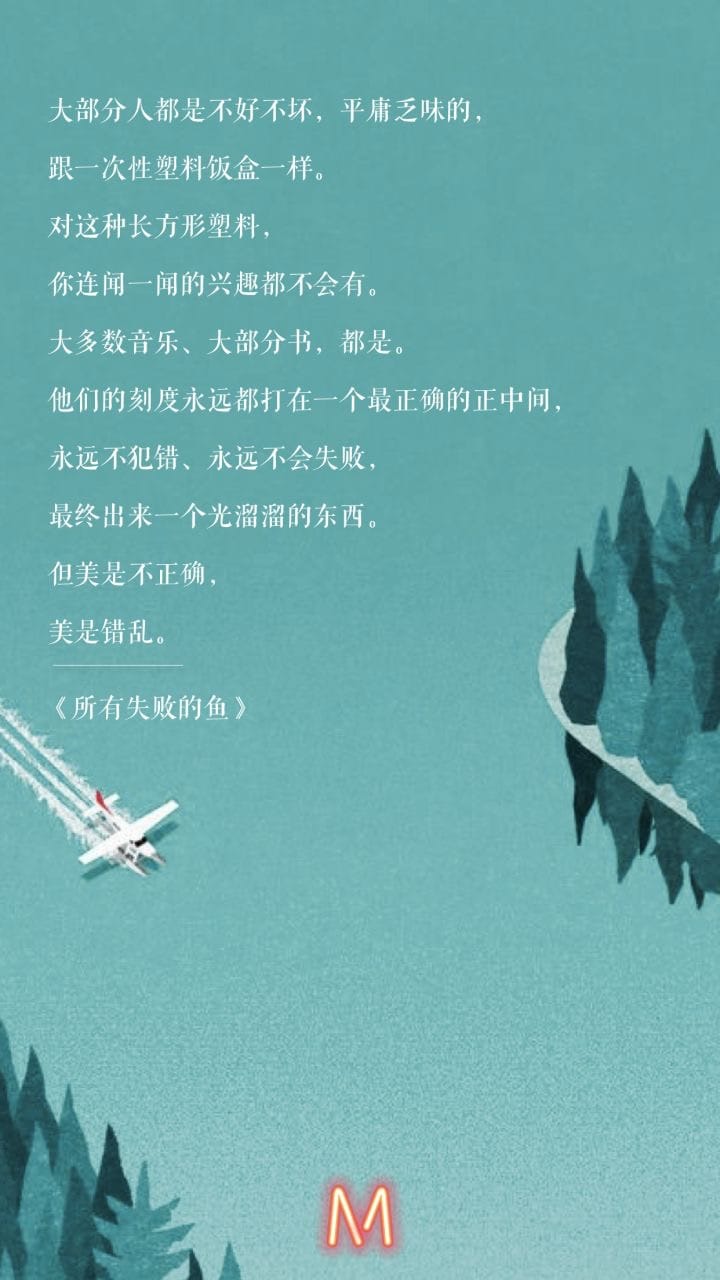 大部分人都是不好不坏，平庸乏味的，
跟一次性塑料饭盒一样。
对这种长方形塑料，
你连闻一闻的兴趣都不会有。
大多数音乐、大部分书，都是。
他们的刻度永远都打在一个最正确的正中间，
永远不犯错、永远不会失败，
最终出来一个光溜溜的东西。
但美是不正确，
美是错乱。
《所有失败的鱼》
M